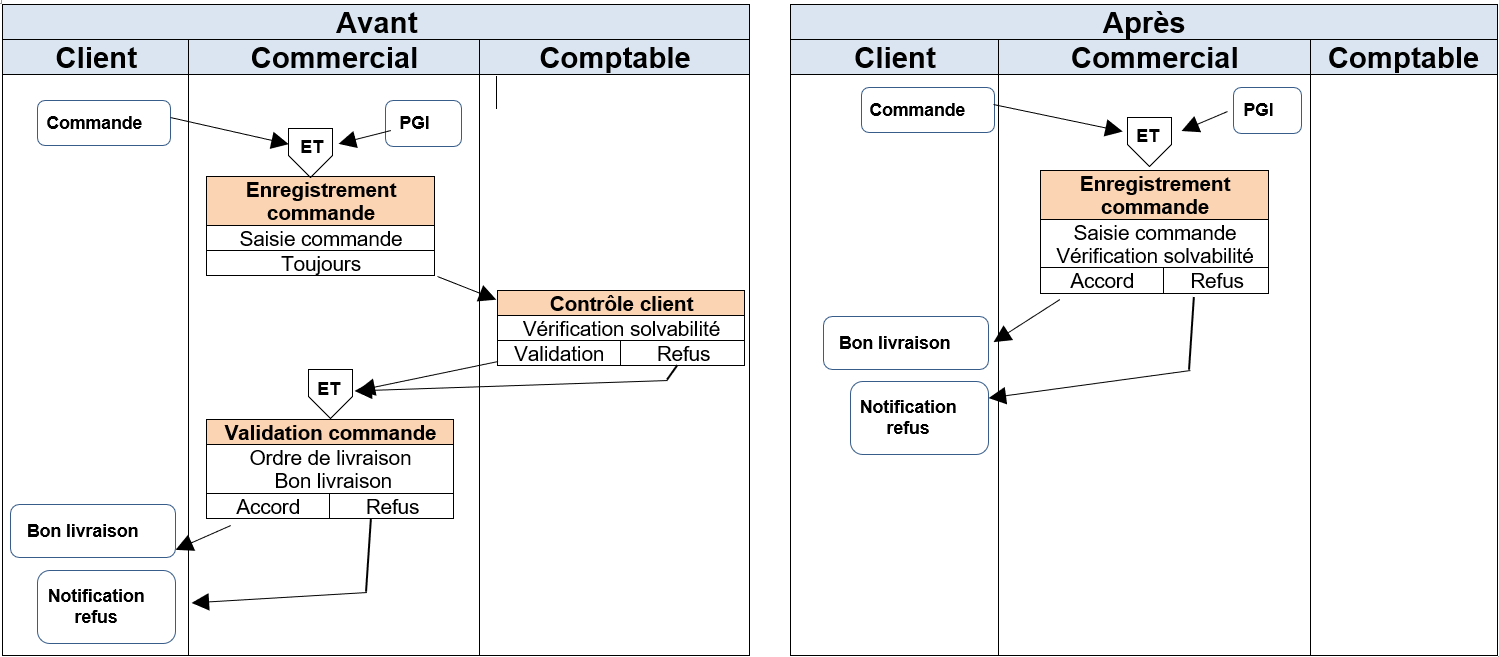 Avant
Client
Commercial
Comptable
Commande
PGI
ET
Enregistrement
commande
Saisie commande
Toujours
Contrôle client
Vérification solvabilité
Validation
Refus
ET
Validation commande
Ordre de livraison
Bon livraison
Accord
Refus
Bon livraison
Notification
refus
Après
Client
Commercial
Comptable
Commande
PGI
ET
Enregistrement
commande
Saisie commande
Vérification solvabilité
Accord
Refus
Bon livraison
Notification
refus